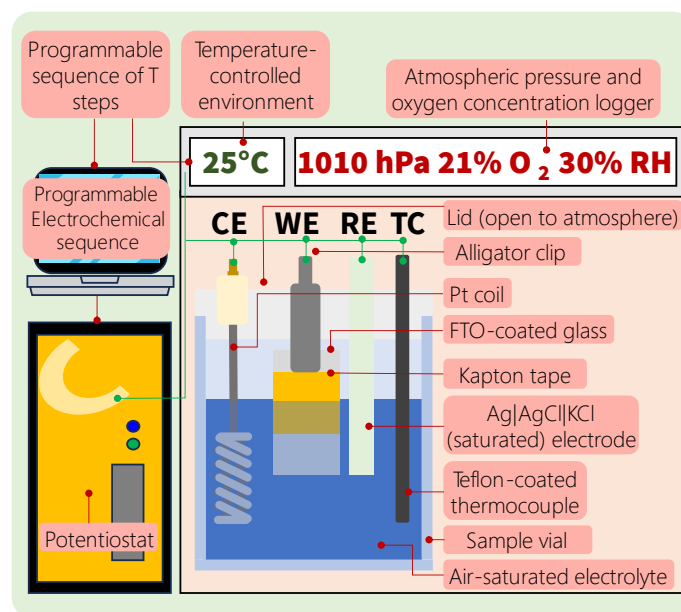 Programmable
sequence of T
steps
Temperature-
controlled
environment
Atmospheric pressure and
oxygen concentration logger
25°C
1010 hPa 21% O2 30% RH
Programmable
Electrochemical
sequence
CE WE RE TC
Lid (open to atmosphere)
Alligator clip
Pt coil
FTO-coated glass
Kapton tape
Ag|AgCl|KCl
(saturated) electrode
Teflon-coated
thermocouple
Potentiostat
Sample vial
Air-saturated electrolyte